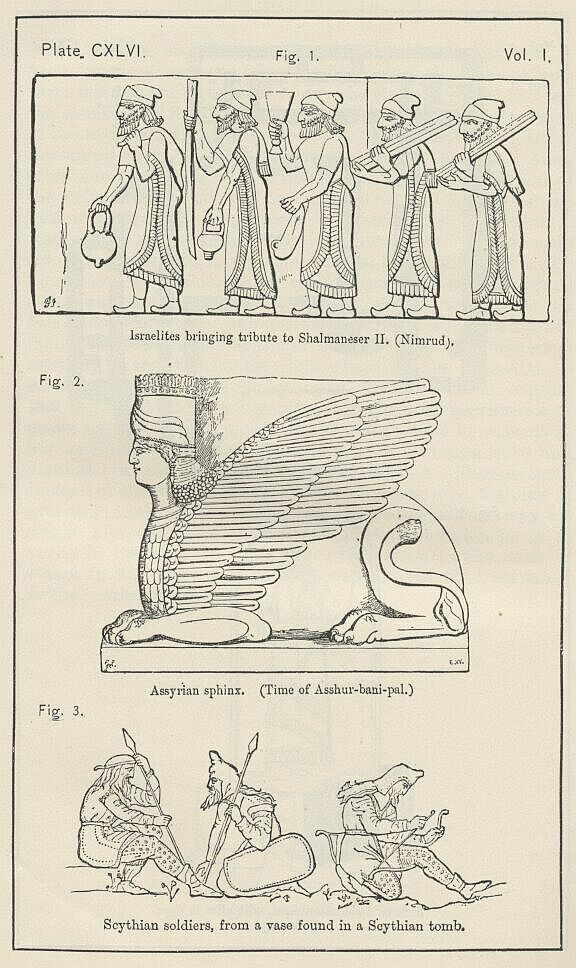 Plate. CXLVI. Fig. 1. Vol. I.
Israelites bringing tribute to Shalmaneser II. (Nimrud).
Fig. 2.
Assyrian sphinx. (Time of Asshur-bani-pal.)
Fig. 3.
Scythian soldiers, from a vase found in a Scythian tomb.